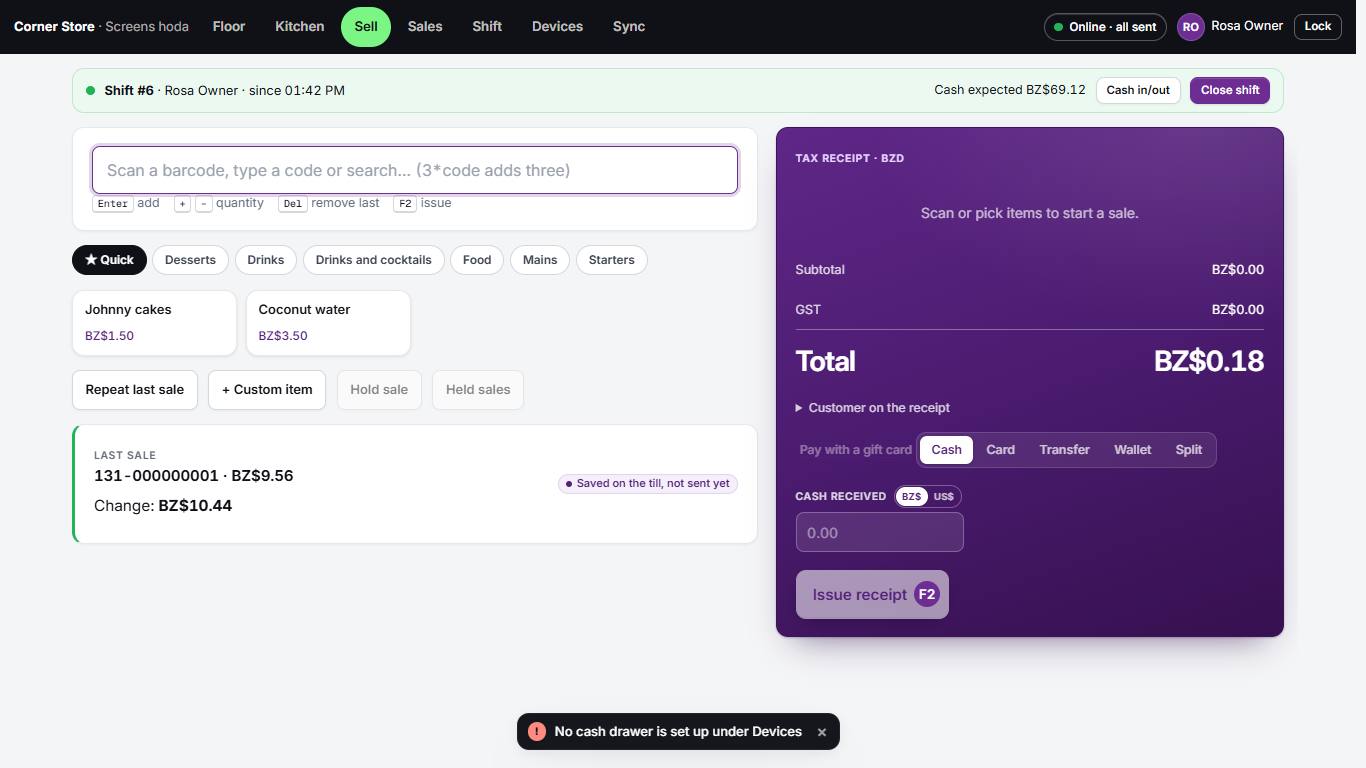 Corner Store · Screens hoda Floor Kitchen Sell Sales Shift Devices Sync Online · all sent RO Rosa Owner Lock
Shift #6 · Rosa Owner · since 01:42 PM Cash expected BZ$69.12 Cash in/out Close shift
Scan a barcode, type a code or search... (3*code adds three)
Enter add + - quantity Del remove last F2 issue
★ Quick Desserts Drinks Drinks and cocktails Food Mains Starters
Johnny cakes Coconut water
BZ$1.50 BZ$3.50
Repeat last sale + Custom item Hold sale Held sales
LAST SALE
131-000000001 · BZ$9.56
Saved on the till, not sent yet
Change: BZ$10.44
TAX RECEIPT · BZD
Scan or pick items to start a sale.
Subtotal BZ$0.00
GST BZ$0.00
Total BZ$0.18
Customer on the receipt
Pay with a gift card Cash Card Transfer Wallet Split
CASH RECEIVED BZ$ US$
0.00
Issue receipt F2
! No cash drawer is set up under Devices ×